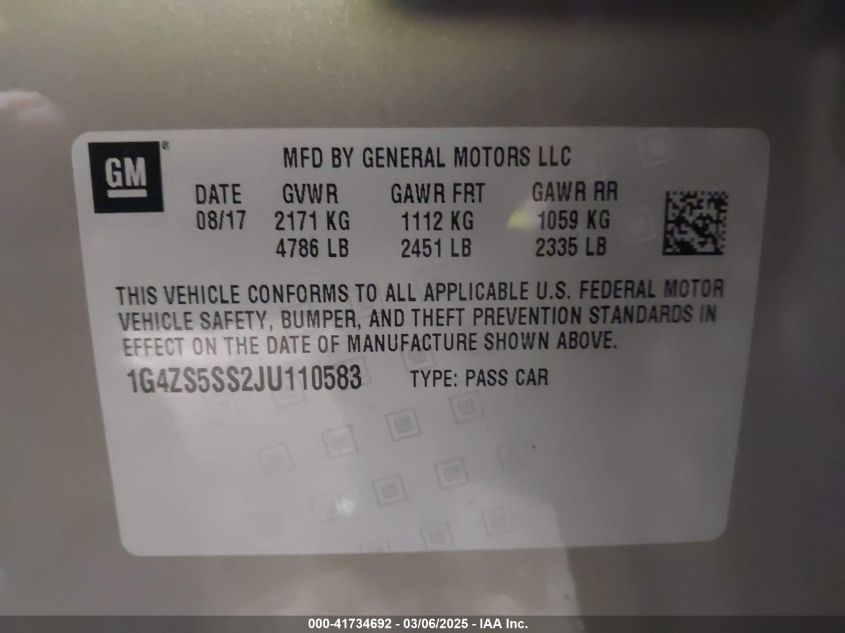 GM®
MFD BY GENERAL MOTORS LLC
DATE GVWR GAWR FRT GAWR RR
08/17 2171 KG 1112 KG 1059 KG
4786 LB 2451 LB 2335 LB
THIS VEHICLE CONFORMS TO ALL APPLICABLE U.S. FEDERAL MOTOR
VEHICLE SAFETY, BUMPER, AND THEFT PREVENTION STANDARDS IN
EFFECT ON THE DATE OF MANUFACTURE SHOWN ABOVE.
1G4ZS5SS2JU110583 TYPE: PASS CAR
000-41734692 - 03/06/2025 - IAA Inc.